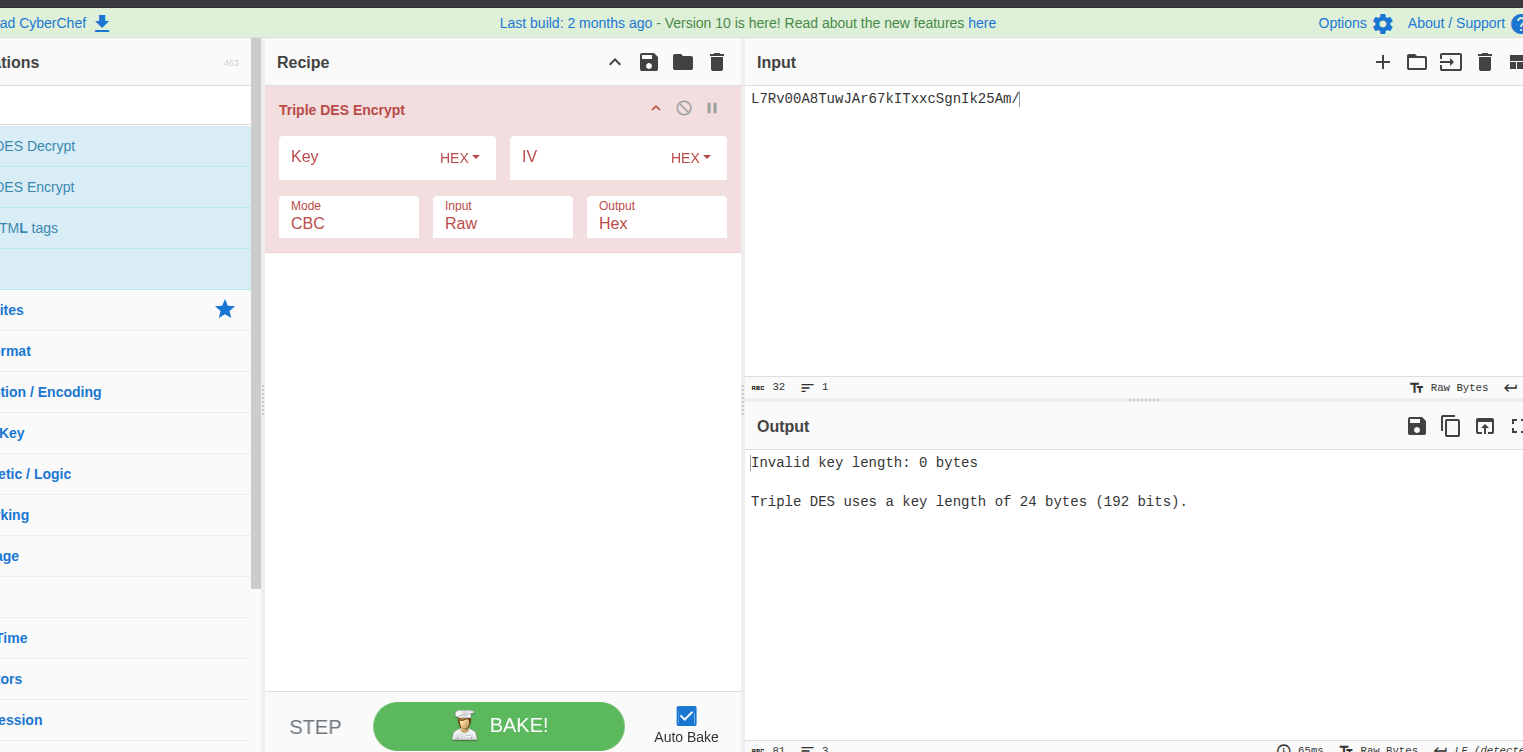 ad CyberChef
Last build: 2 months ago - Version 10 is here! Read about the new features here
Options
About / Support
tions
463
DES Decrypt
DES Encrypt
TML tags
ites
rmat
tion / Encoding
Key
etic / Logic
king
age
Time
tors
ession
Recipe
Triple DES Encrypt
Key
HEX
IV
HEX
Mode
Input
Output
CBC
Raw
Hex
STEP
BAKE!
Auto Bake
Input
L7Rv00A8TuwJAr67kITxxcSgnIk25Am/
ABC 32
1
Raw Bytes
Output
Invalid key length: 0 bytes
Triple DES uses a key length of 24 bytes (192 bits).
ABC 81
3
65ms
Raw Bytes
LF (detecte